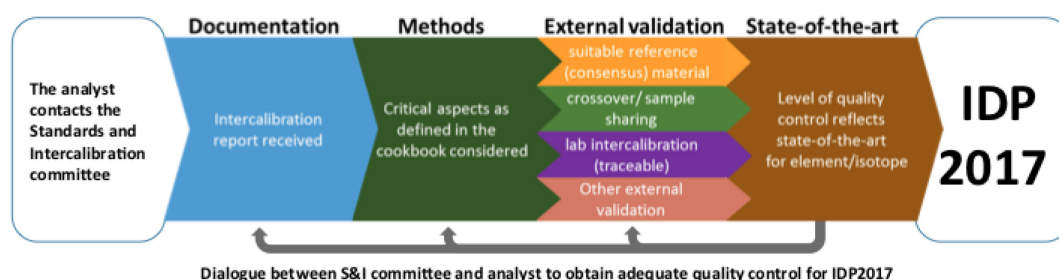 Documentation
Methods
External validation
State-of-the-art
The analyst
contacts the
Standards and
Intercalibration
committee
Intercalibration
report received
Critical aspects as
defined in the
cookbook considered
suitable reference
(consensus) material
crossover/ sample
sharing
lab intercalibration
(traceable)
Other external
validation
Level of quality
control reflects
state-of-the-art
for element/isotope
IDP
2017
Dialogue between S&I committee and analyst to obtain adequate quality control for IDP2017